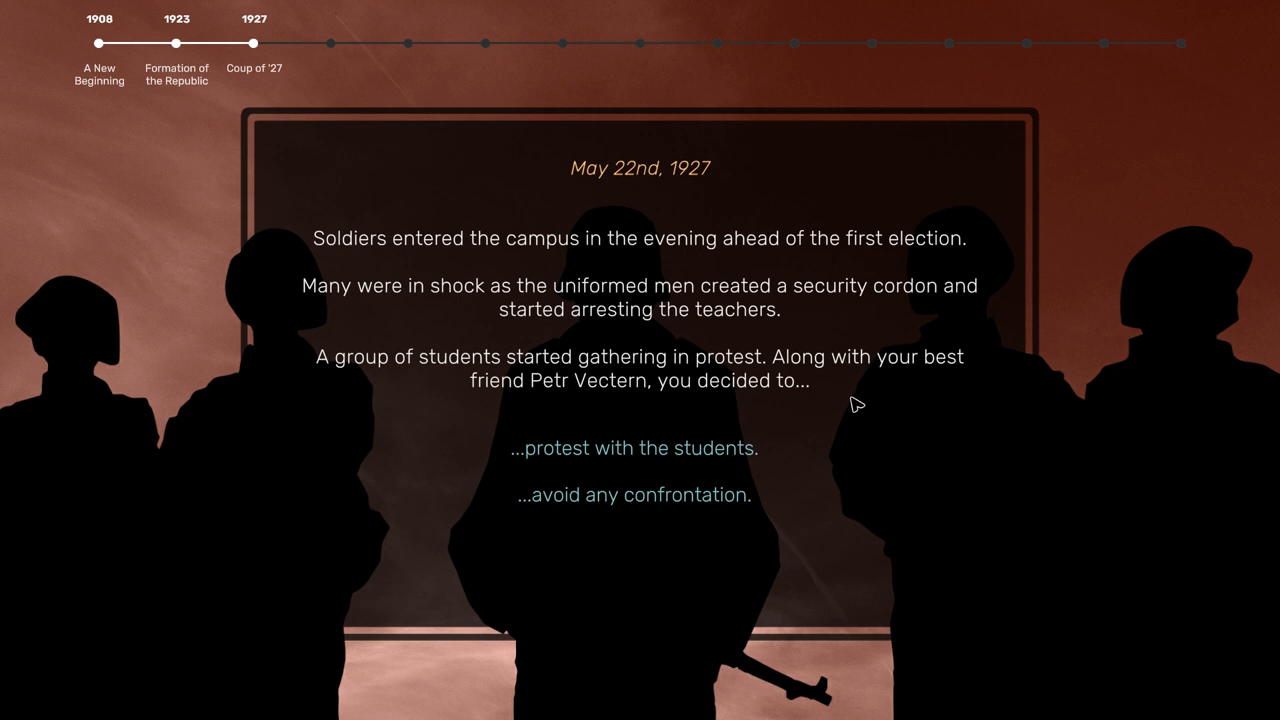 1908
1923
1927
A New
Beginning
Formation of
the Republic
Coup of '27
May 22nd, 1927
Soldiers entered the campus in the evening ahead of the first election.
Many were in shock as the uniformed men created a security cordon and
started arresting the teachers.
A group of students started gathering in protest. Along with your best
friend Petr Vectern, you decided to...
...protest with the students.
...avoid any confrontation.